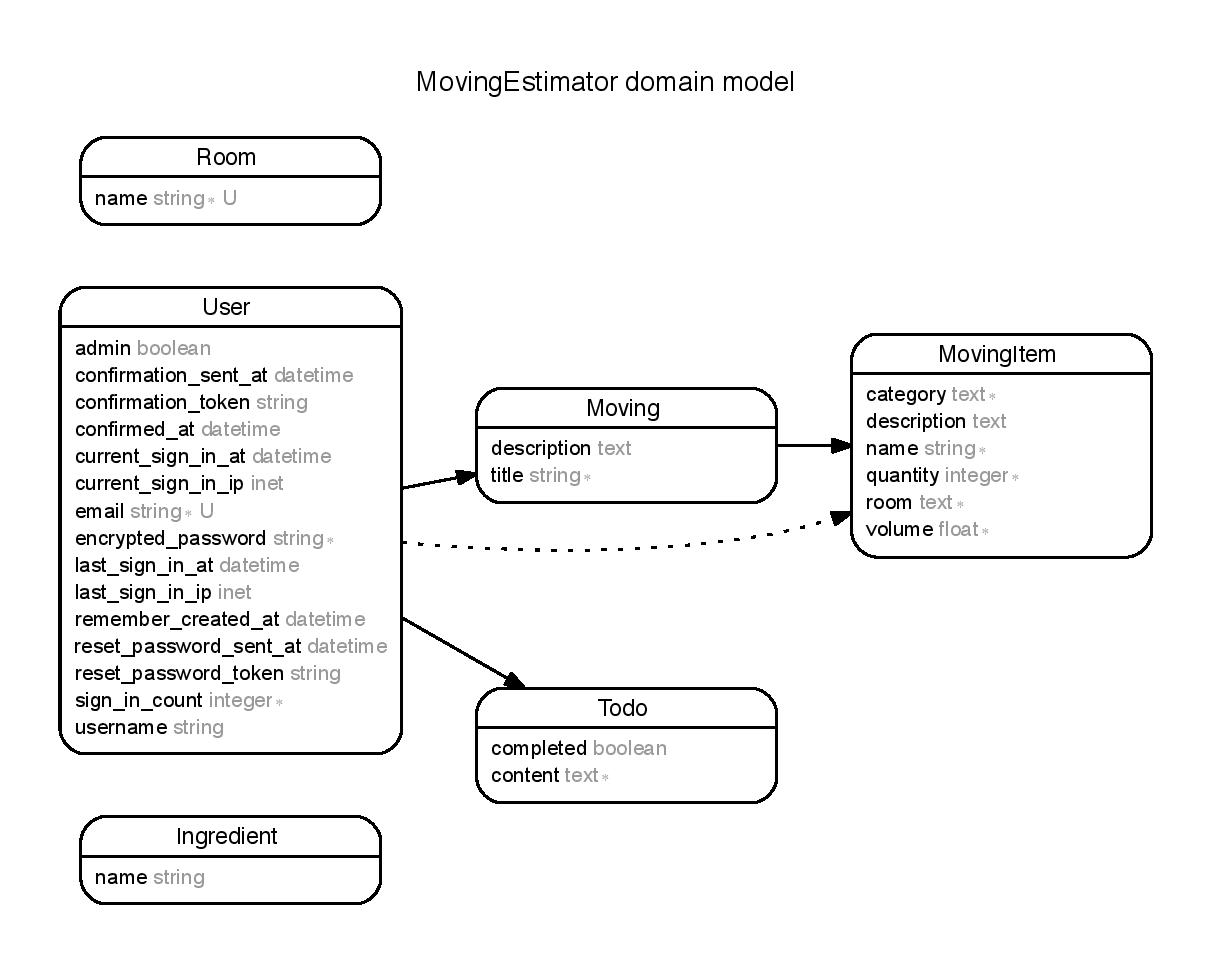 MovingEstimator domain model
Room
name string* U
User
admin boolean
confirmation_sent_at datetime
confirmation_token string
confirmed_at datetime
current_sign_in_at datetime
current_sign_in_ip inet
email string* U
encrypted_password string*
last_sign_in_at datetime
last_sign_in_ip inet
remember_created_at datetime
reset_password_sent_at datetime
reset_password_token string
sign_in_count integer*
username string
Moving
description text
title string*
MovingItem
category text*
description text
name string*
quantity integer*
room text*
volume float*
Todo
completed boolean
content text*
Ingredient
name string